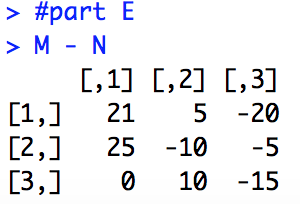 > #part E
> M - N
     [,1] [,2] [,3]
[1,]   21    5  -20
[2,]   25  -10   -5
[3,]    0   10  -15